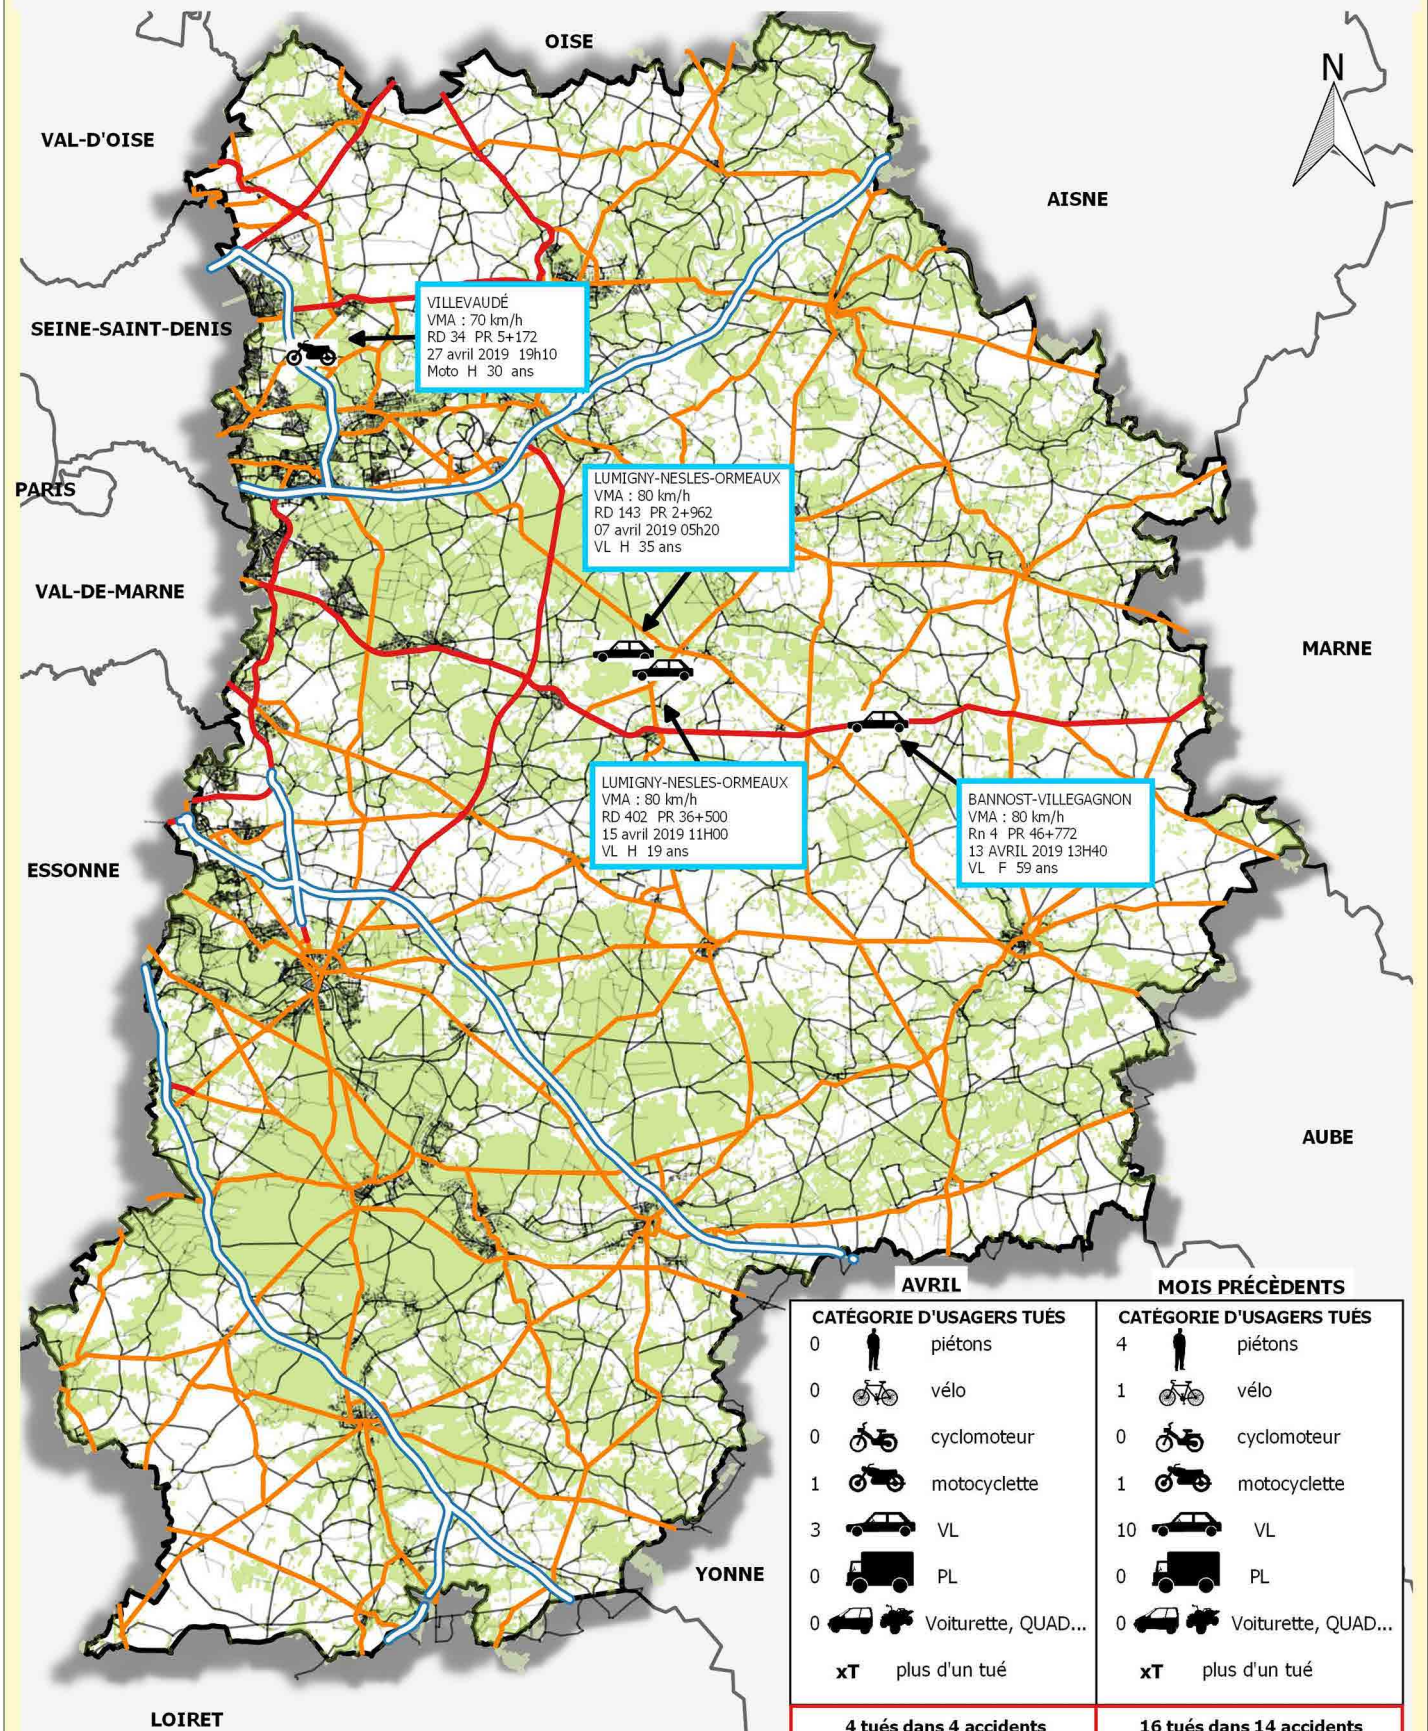 OISE
N
VAL-D'OISE
AISNE
SEINE-SAINT-DENIS
VILLEVAUDÉ
VMA : 70 km/h
RD 34 PR 5+172
27 avril 2019 19h10
Moto H 30 ans
PARIS
LUMIGNY-NESLES-ORMEAUX
VMA : 80 km/h
RD 143 PR 2+962
07 avril 2019 05h20
VL H 35 ans
VAL-DE-MARNE
MARNE
LUMIGNY-NESLES-ORMEAUX
VMA : 80 km/h
RD 402 PR 36+500
15 avril 2019 11H00
VL H 19 ans
BANNOST-VILLEGAGNON
VMA : 80 km/h
Rn 4 PR 46+772
13 AVRIL 2019 13H40
VL F 59 ans
ESSONNE
AUBE
YONNE
LOIRET
AVRIL
CATÉGORIE D'USAGERS TUÉS
0 piétons
0 vélo
0 cyclomoteur
1 motocyclette
3 VL
0 PL
0 Voiturette, QUAD...
xT plus d'un tué
4 tués dans 4 accidents
MOIS PRÉCÈDENTS
CATÉGORIE D'USAGERS TUÉS
4 piétons
1 vélo
0 cyclomoteur
1 motocyclette
10 VL
0 PL
0 Voiturette, QUAD...
xT plus d'un tué
16 tués dans 14 accidents